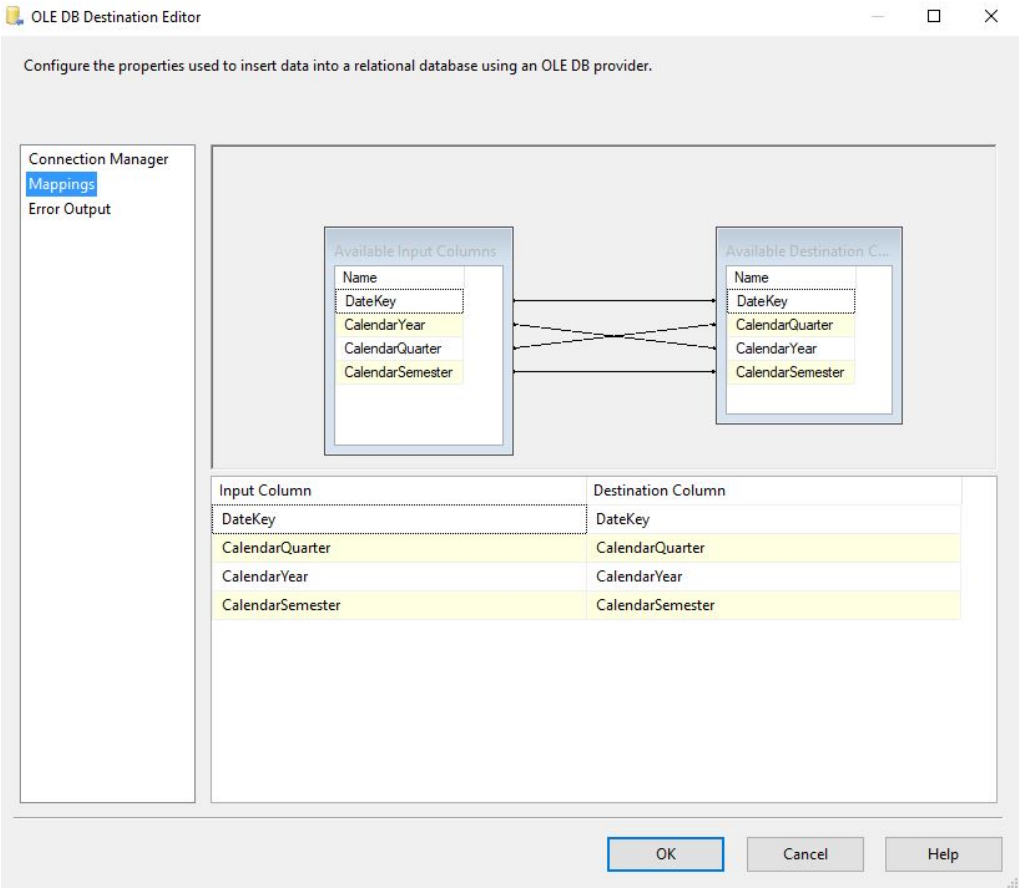 OLE DB Destination Editor
Configure the properties used to insert data into a relational database using an OLE DB provider.
Connection Manager
Mappings
Error Output
Available Input Columns
Name
DateKey
CalendarYear
CalendarQuarter
CalendarSemester
Available Destination C...
Name
DateKey
CalendarQuarter
CalendarYear
CalendarSemester
Input Column Destination Column
DateKey DateKey
CalendarQuarter CalendarQuarter
CalendarYear CalendarYear
CalendarSemester CalendarSemester
OK Cancel Help